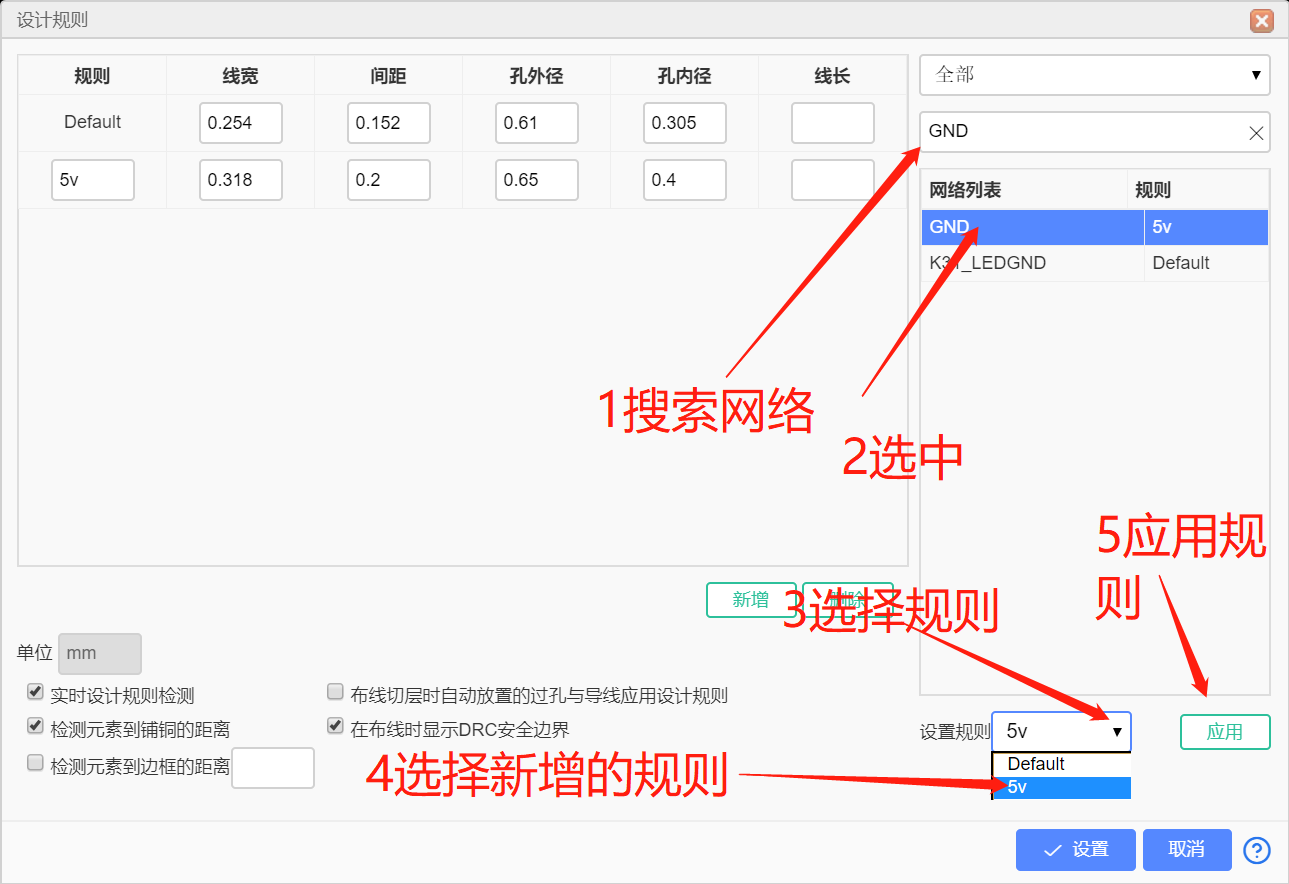 设计规则
规则 线宽 间距 孔外径 孔内径 线长
Default 0.254 0.152 0.61 0.305
5v 0.318 0.2 0.65 0.4
全部
GND
网络列表 规则
GND 5v
K31_LEDGND Default
1搜索网络
2选中
5应用规
则
新增 删除
3选择规则
单位 mm
实时设计规则检测 布线切层时自动放置的过孔与导线应用设计规则
检测元素到铺铜的距离 在布线时显示DRC安全边界
检测元素到边框的距离
设置规则 5v 应用
Default
5v
4选择新增的规则
设置 取消